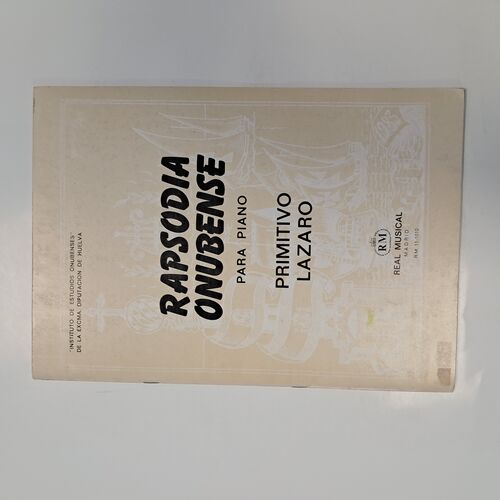 "INSTITUTO DE ESTUDIOS ONUBENSES"
DE LA EXCMA. DIPUTACION DE HUELVA
RAPSODIA
ONUBENSE
PARA PIANO
PRIMITIVO
LAZARO
RM
REAL MUSICAL
MADRID